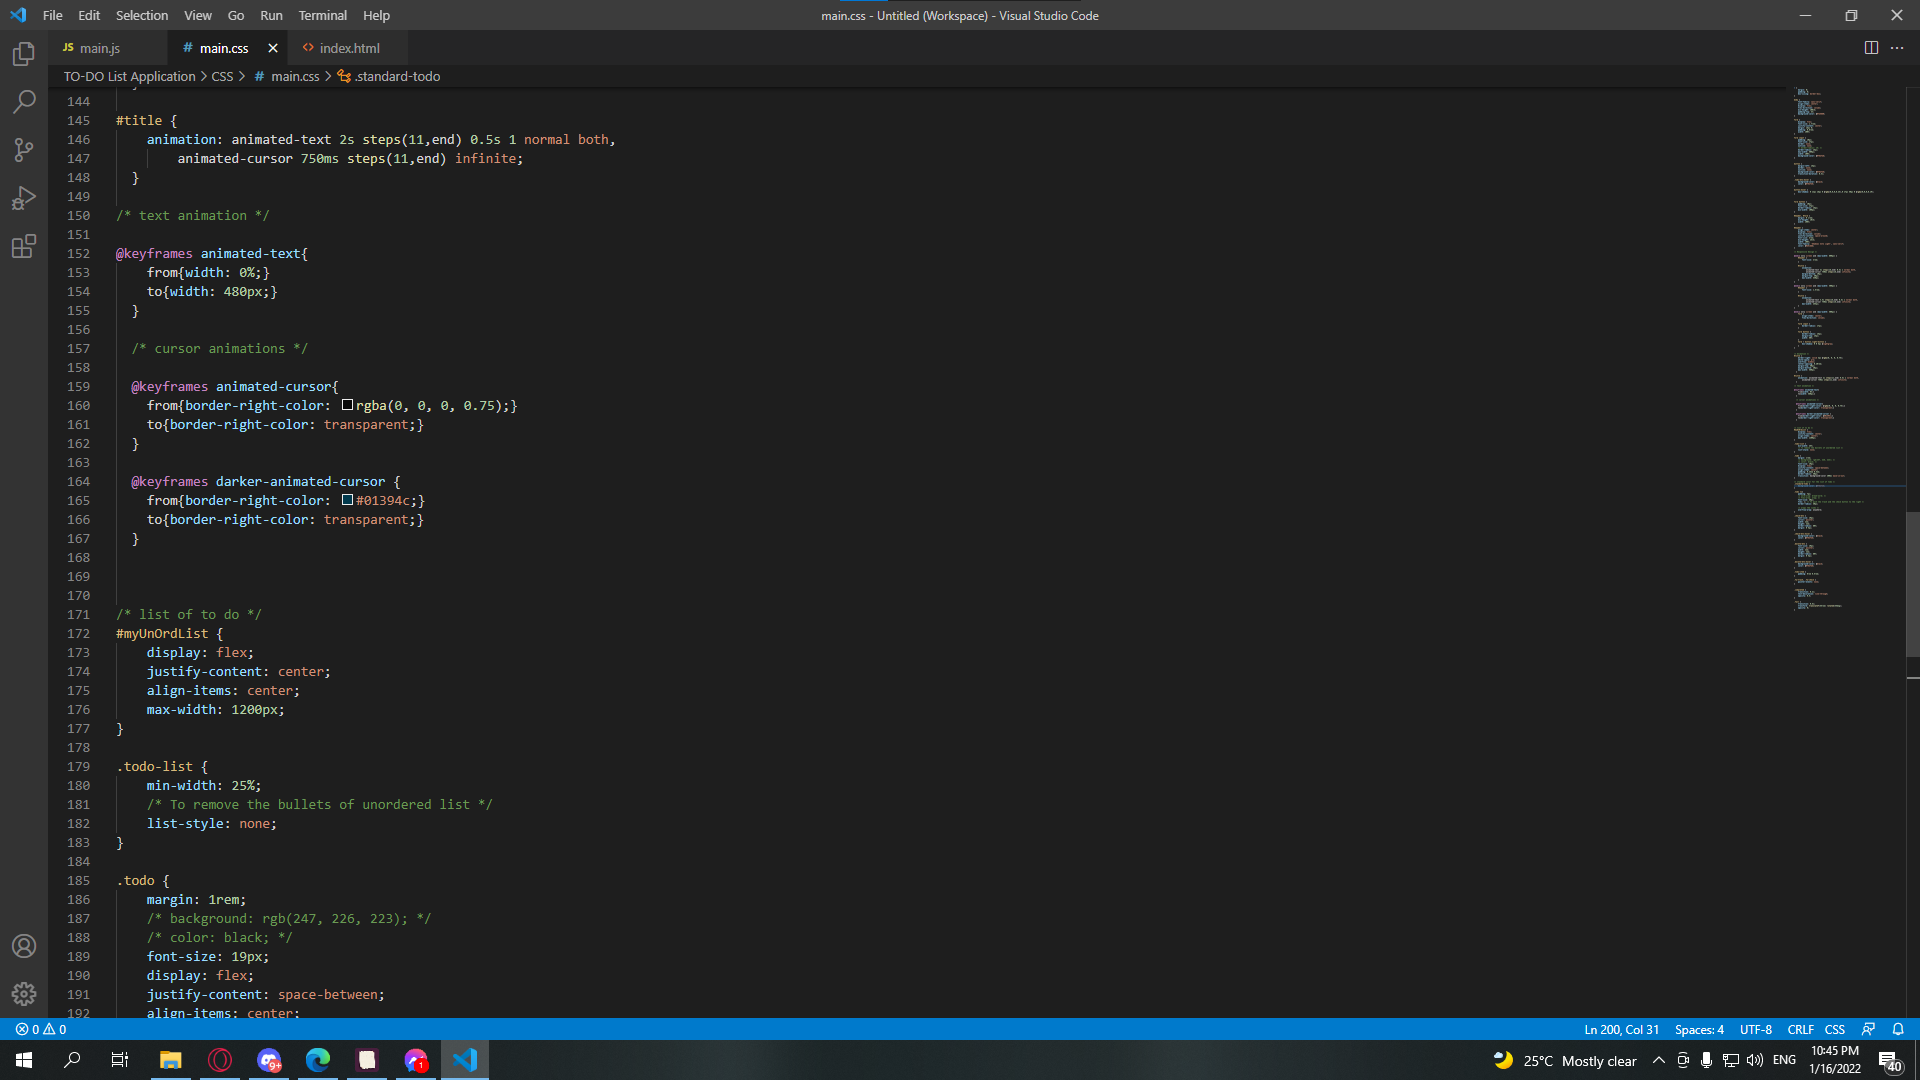 File Edit Selection View Go Run Terminal Help
main.css - Untitled (Workspace) - Visual Studio Code
JS main.js
# main.css
<> index.html
TO-DO List Application > CSS > # main.css > .standard-todo
144
145 #title {
146 animation: animated-text 2s steps(11,end) 0.5s 1 normal both,
147 animated-cursor 750ms steps(11,end) infinite;
148 }
149
150 /* text animation */
151
152 @keyframes animated-text{
153 from{width: 0%;}
154 to{width: 480px;}
155 }
156
157 /* cursor animations */
158
159 @keyframes animated-cursor{
160 from{border-right-color: rgba(0, 0, 0, 0.75);}
161 to{border-right-color: transparent;}
162 }
163
164 @keyframes darker-animated-cursor {
165 from{border-right-color: #01394c;}
166 to{border-right-color: transparent;}
167 }
168
169
170
171 /* list of to do */
172 #myUnOrdList {
173 display: flex;
174 justify-content: center;
175 align-items: center;
176 max-width: 1200px;
177 }
178
179 .todo-list {
180 min-width: 25%;
181 /* To remove the bullets of unordered list */
182 list-style: none;
183 }
184
185 .todo {
186 margin: 1rem;
187 /* background: rgb(247, 226, 223); */
188 /* color: black; */
189 font-size: 19px;
190 display: flex;
191 justify-content: space-between;
192 align-items: center;
0 0
Ln 200, Col 31 Spaces: 4 UTF-8 CRLF CSS
9+
1
25°C Mostly clear
ENG
10:45 PM
1/16/2022
40